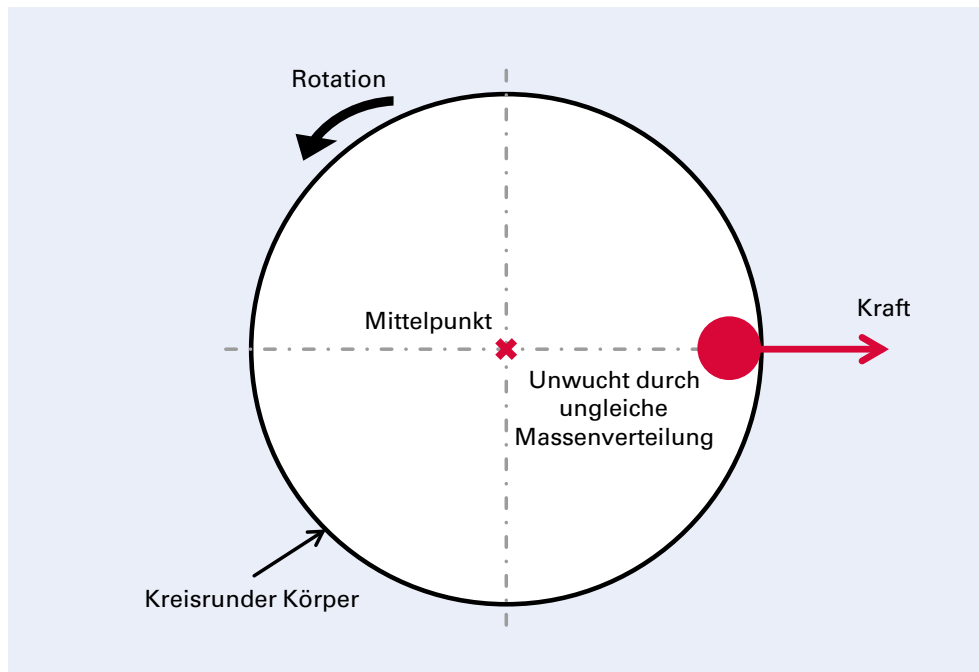 Rotation
Kraft
Mittelpunkt
Unwucht durch
ungleiche
Massenverteilung
Kreisrunder Körper